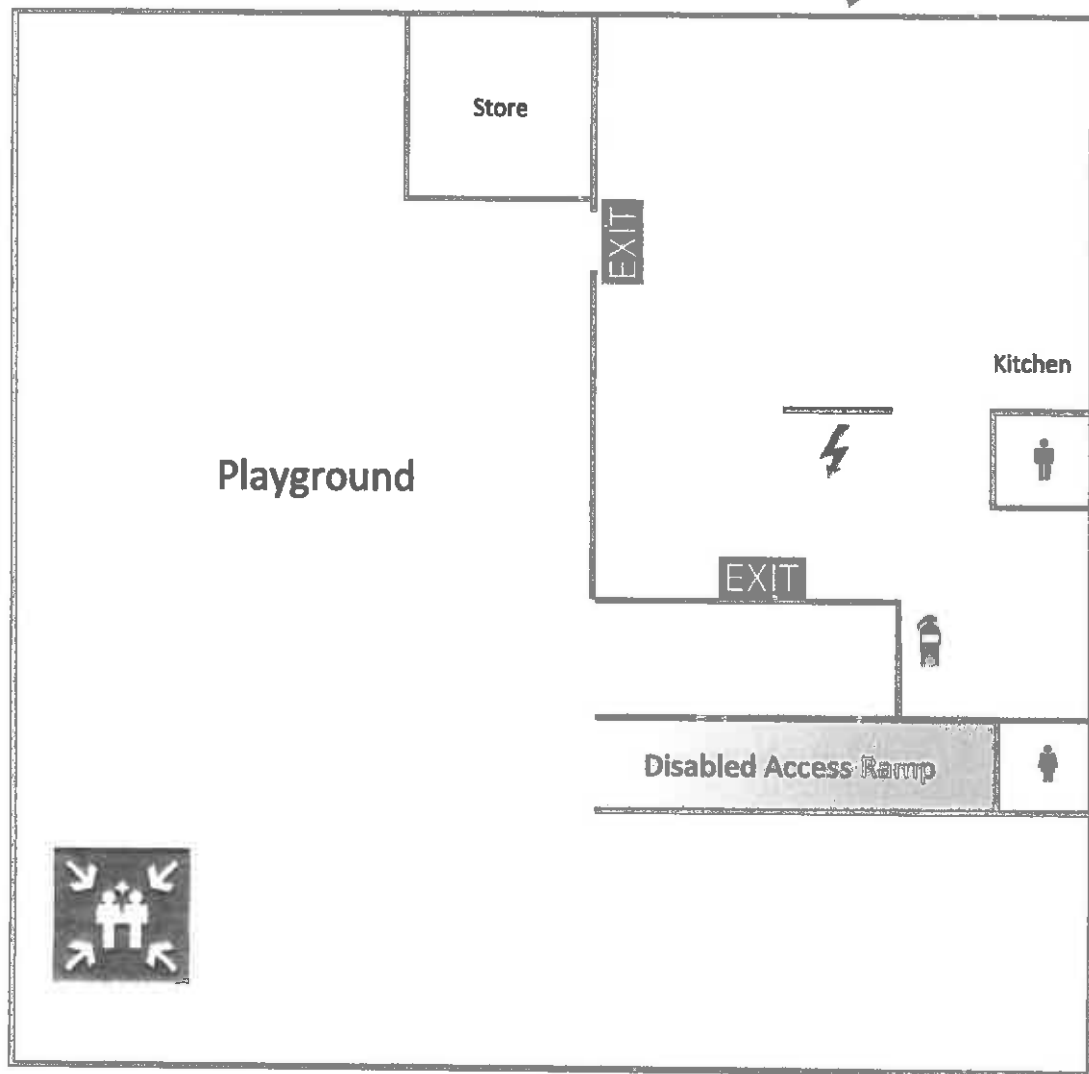 Store
EXIT
Kitchen
Playground
EXIT
Disabled Access Ramp